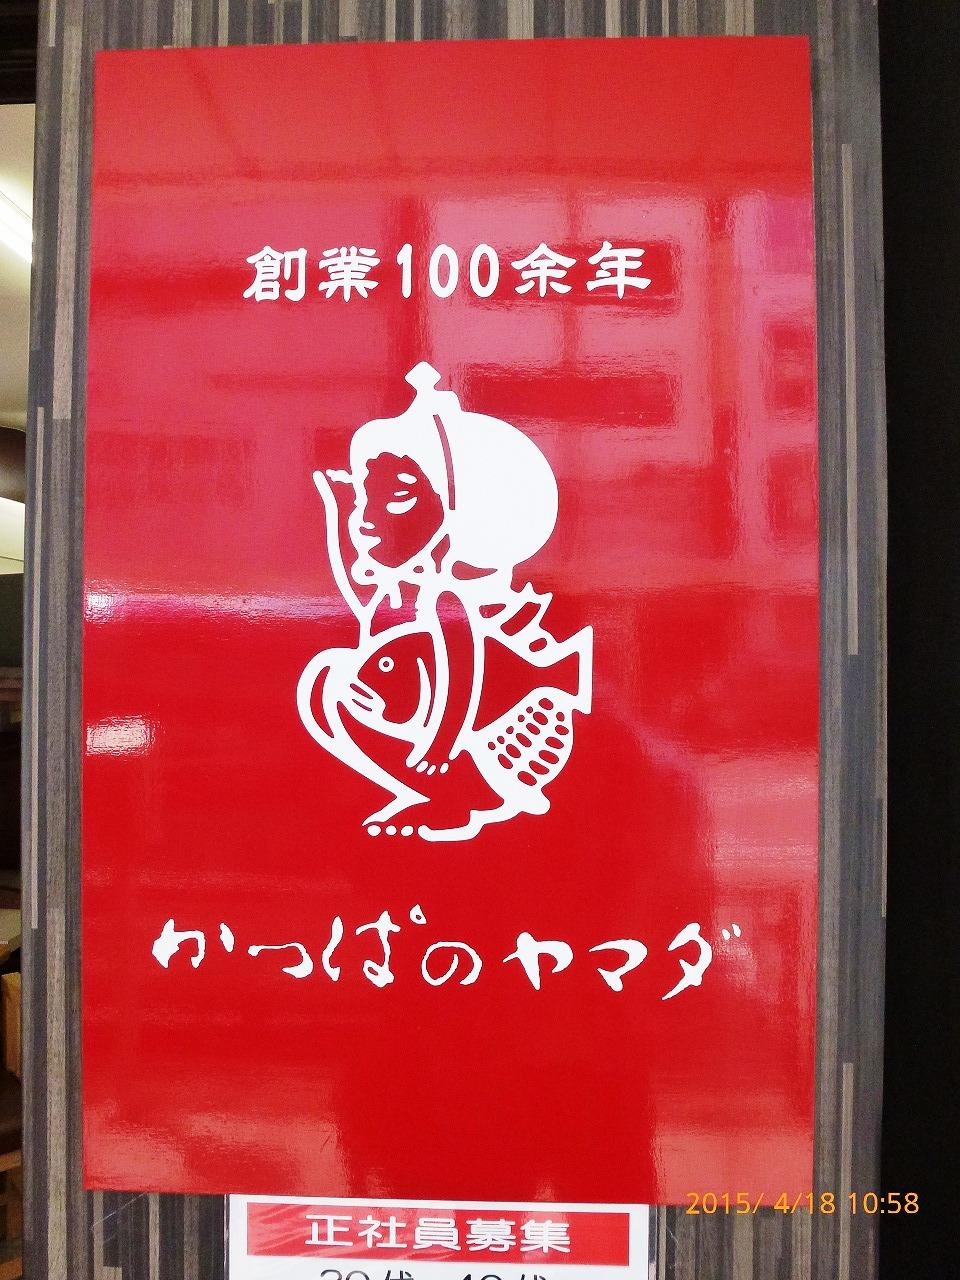 創業100余年
かっぱのヤマダ
正社員募集
2015/ 4/18 10:58